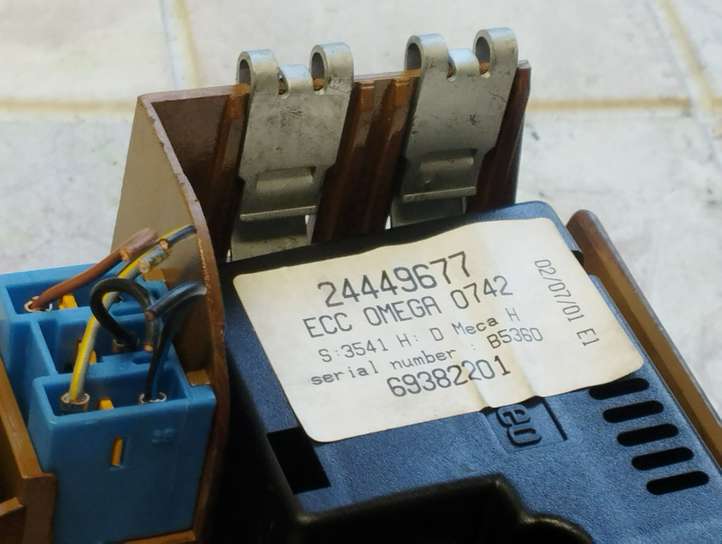 24449677
ECC OMEGA 0742
S:3541 H: D Meca H
serial number : B5360
69382201
02/07/01 E1